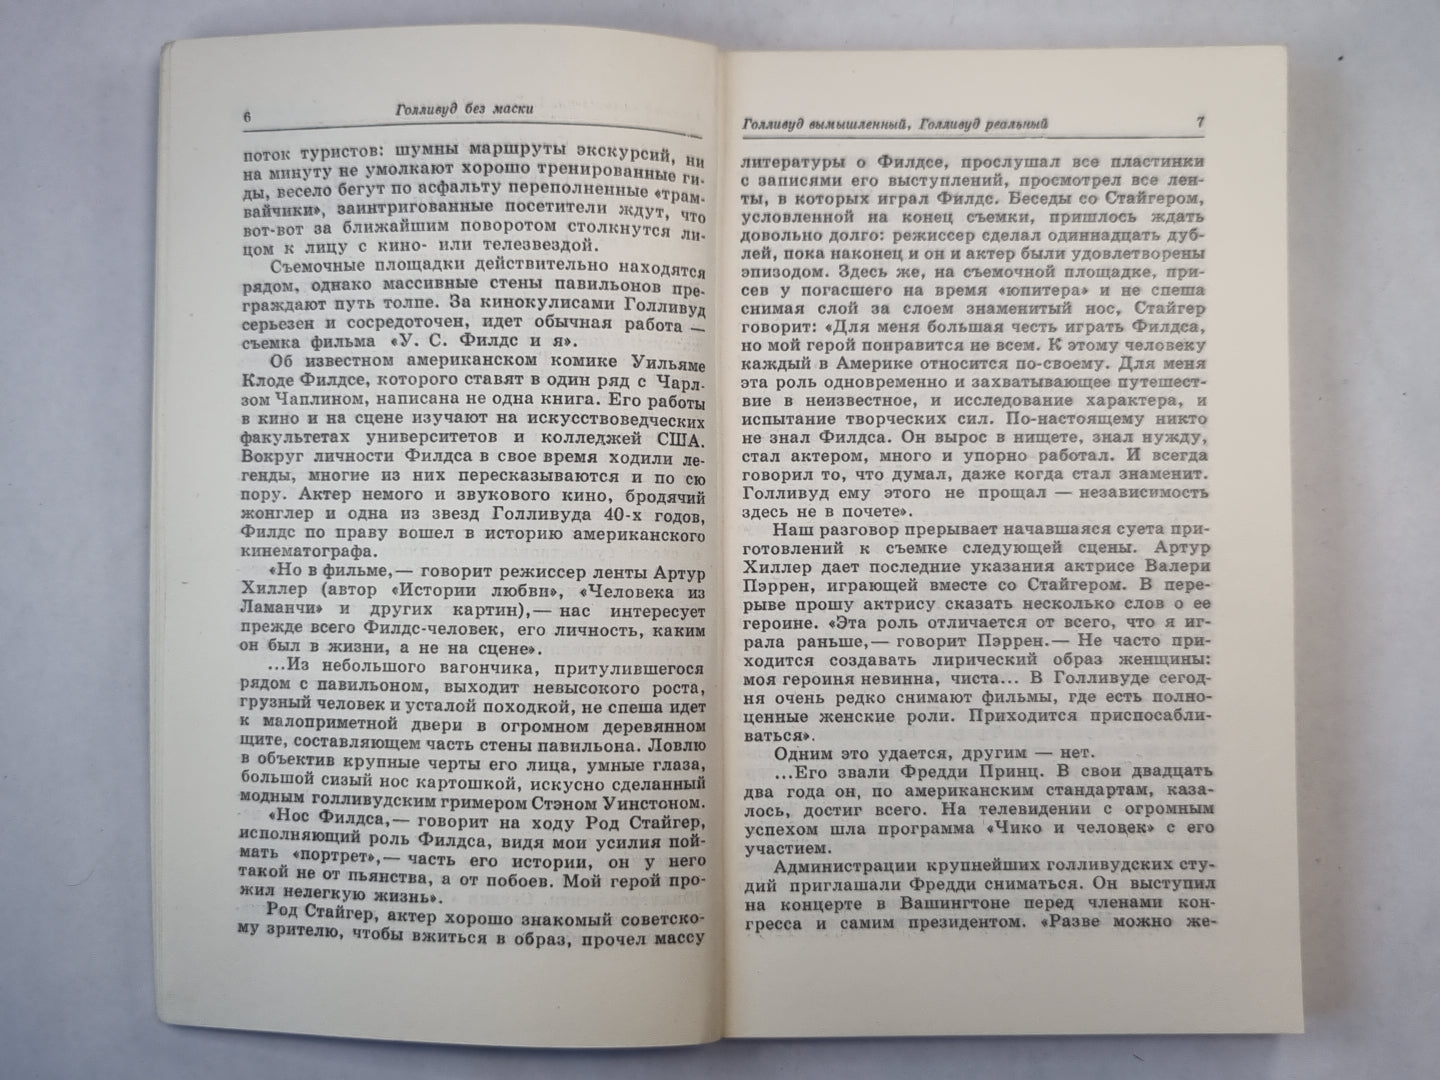 6
Голливуд без маски
поток туристов: шумны маршруты экскурсий, ни
на минуту не умолкают хорошо тренированные ги-
ды, весело бегут по асфальту переполненные «трам-
вайчики», заинтригованные посетители ждут, что
вот-вот за ближайшим поворотом столкнутся ли-
цом к лицу с кино- или телезвездой.
Съемочные площадки действительно находятся
рядом, однако массивные стены павильонов пре-
граждают путь толпе. За кинокулисами Голливуд
серьезен и сосредоточен, идет обычная работа —
съемка фильма «У. С. Филдс и я».
Об известном американском комике Уильяме
Клоде Филдсе, которого ставят в один ряд с Чарл-
зом Чаплином, написана не одна книга. Его работы
в кино и на сцене изучают на искусствоведческих
факультетах университетов и колледжей США.
Вокруг личности Филдса в свое время ходили ле-
генды, многие из них пересказываются и по сю
пору. Актер немого и звукового кино, бродячий
жонглер и одна из звезд Голливуда 40-х годов,
Филдс по праву вошел в историю американского
кинематографа.
«Но в фильме,— говорит режиссер ленты Артур
Хиллер (автор «Истории любви», «Человека из
Ламанчи» и других картин),— нас интересует
прежде всего Филдс-человек, его личность, каким
он был в жизни, а не на сцене».
...Из небольшого вагончика, притулившегося
рядом с павильоном, выходит невысокого роста,
грузный человек и усталой походкой, не спеша идет
к малоприметной двери в огромном деревянном
щите, составляющем часть стены павильона. Ловлю
в объектив крупные черты его лица, умные глаза,
большой сизый нос картошкой, искусно сделанный
модным голливудским гримером Стэном Уинстоном.
«Нос Филдса,— говорит на ходу Род Стайгер,
исполняющий роль Филдса, видя мои усилия пой-
мать «портрет»,— часть его истории, он у него
такой не от пьянства, а от побоев. Мой герой про-
жил нелегкую жизнь».
Род Стайгер, актер хорошо знакомый советско-
му зрителю, чтобы вжиться в образ, прочел массу
Голливуд вымышленный, Голливуд реальный
7
литературы о Филдсе, прослушал все пластинки
с записями его выступлений, просмотрел все лен-
ты, в которых играл Филдс. Беседы со Стайгером,
условленной на конец съемки, пришлось ждать
довольно долго: режиссер сделал одиннадцать дуб-
лей, пока наконец и он и актер были удовлетворены
эпизодом. Здесь же, на съемочной площадке, при-
сев у погасшего на время «юпитера» и не спеша
снимая слой за слоем знаменитый нос, Стайгер
говорит: «Для меня большая честь играть Филдса,
но мой герой понравится не всем. К этому человеку
каждый в Америке относится по-своему. Для меня
эта роль одновременно и захватывающее путешест-
вие в неизвестное, и исследование характера, и
испытание творческих сил. По-настоящему никто
не знал Филдса. Он вырос в нищете, знал нужду,
стал актером, много и упорно работал. И всегда
говорил то, что думал, даже когда стал знаменит.
Голливуд ему этого не прощал — независимость
здесь не в почете».
Наш разговор прерывает начавшаяся суета при-
готовлений к съемке следующей сцены. Артур
Хиллер дает последние указания актрисе Валери
Пэррен, играющей вместе со Стайгером. В пере-
рыве прошу актрису сказать несколько слов о ее
героине. «Эта роль отличается от всего, что я иг-
рала раньше,— говорит Пэррен.— Не часто при-
ходится создавать лирический образ женщины:
моя героиня невинна, чиста... В Голливуде сегод-
ня очень редко снимают фильмы, где есть полно-
ценные женские роли. Приходится приспосабли-
ваться».
Одним это удается, другим — нет.
...Его звали Фредди Принц. В свои двадцать
два года он, по американским стандартам, каза-
лось, достиг всего. На телевидении с огромным
успехом шла программа «Чико и человек» с его
участием.
Администрации крупнейших голливудских сту-
дий приглашали Фредди сниматься. Он выступил
на концерте в Вашингтоне перед членами кон-
гресса и самим президентом. «Разве можно же-